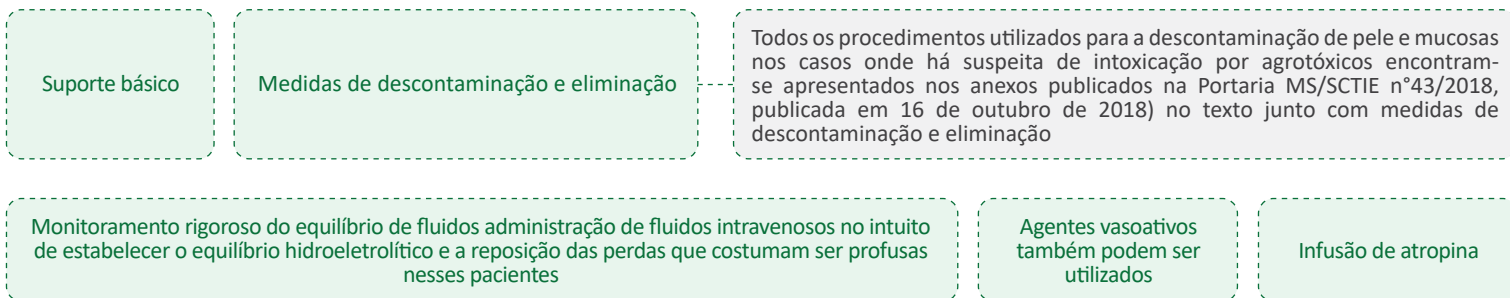 Suporte básico
Medidas de descontaminação e eliminação
Todos os procedimentos utilizados para a descontaminação de pele e mucosas
nos casos onde há suspeita de intoxicação por agrotóxicos encontram-
se apresentados nos anexos publicados na Portaria MS/SCTIE n°43/2018,
publicada em 16 de outubro de 2018) no texto junto com medidas de
descontaminação e eliminação
Monitoramento rigoroso do equilíbrio de fluidos administração de fluidos intravenosos no intuito
de estabelecer o equilíbrio hidroeletrolítico e a reposição das perdas que costumam ser profusas
nesses pacientes
Agentes vasoativos
também podem ser
utilizados
Infusão de atropina